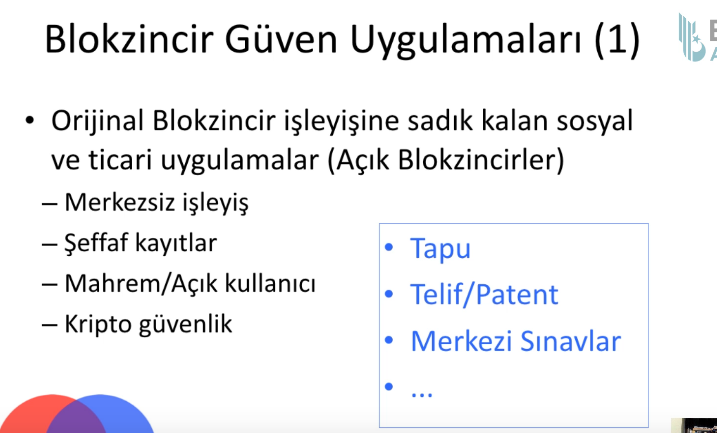 Blokzincir Güven Uygulamaları (1)
• Orijinal Blokzincir işleyişine sadık kalan sosyal
ve ticari uygulamalar (Açık Blokzincirler)
– Merkezsiz işleyiş
– Şeffaf kayıtlar
– Mahrem/Açık kullanıcı
– Kripto güvenlik
• Tapu
• Telif/Patent
• Merkezi Sınavlar
• ...